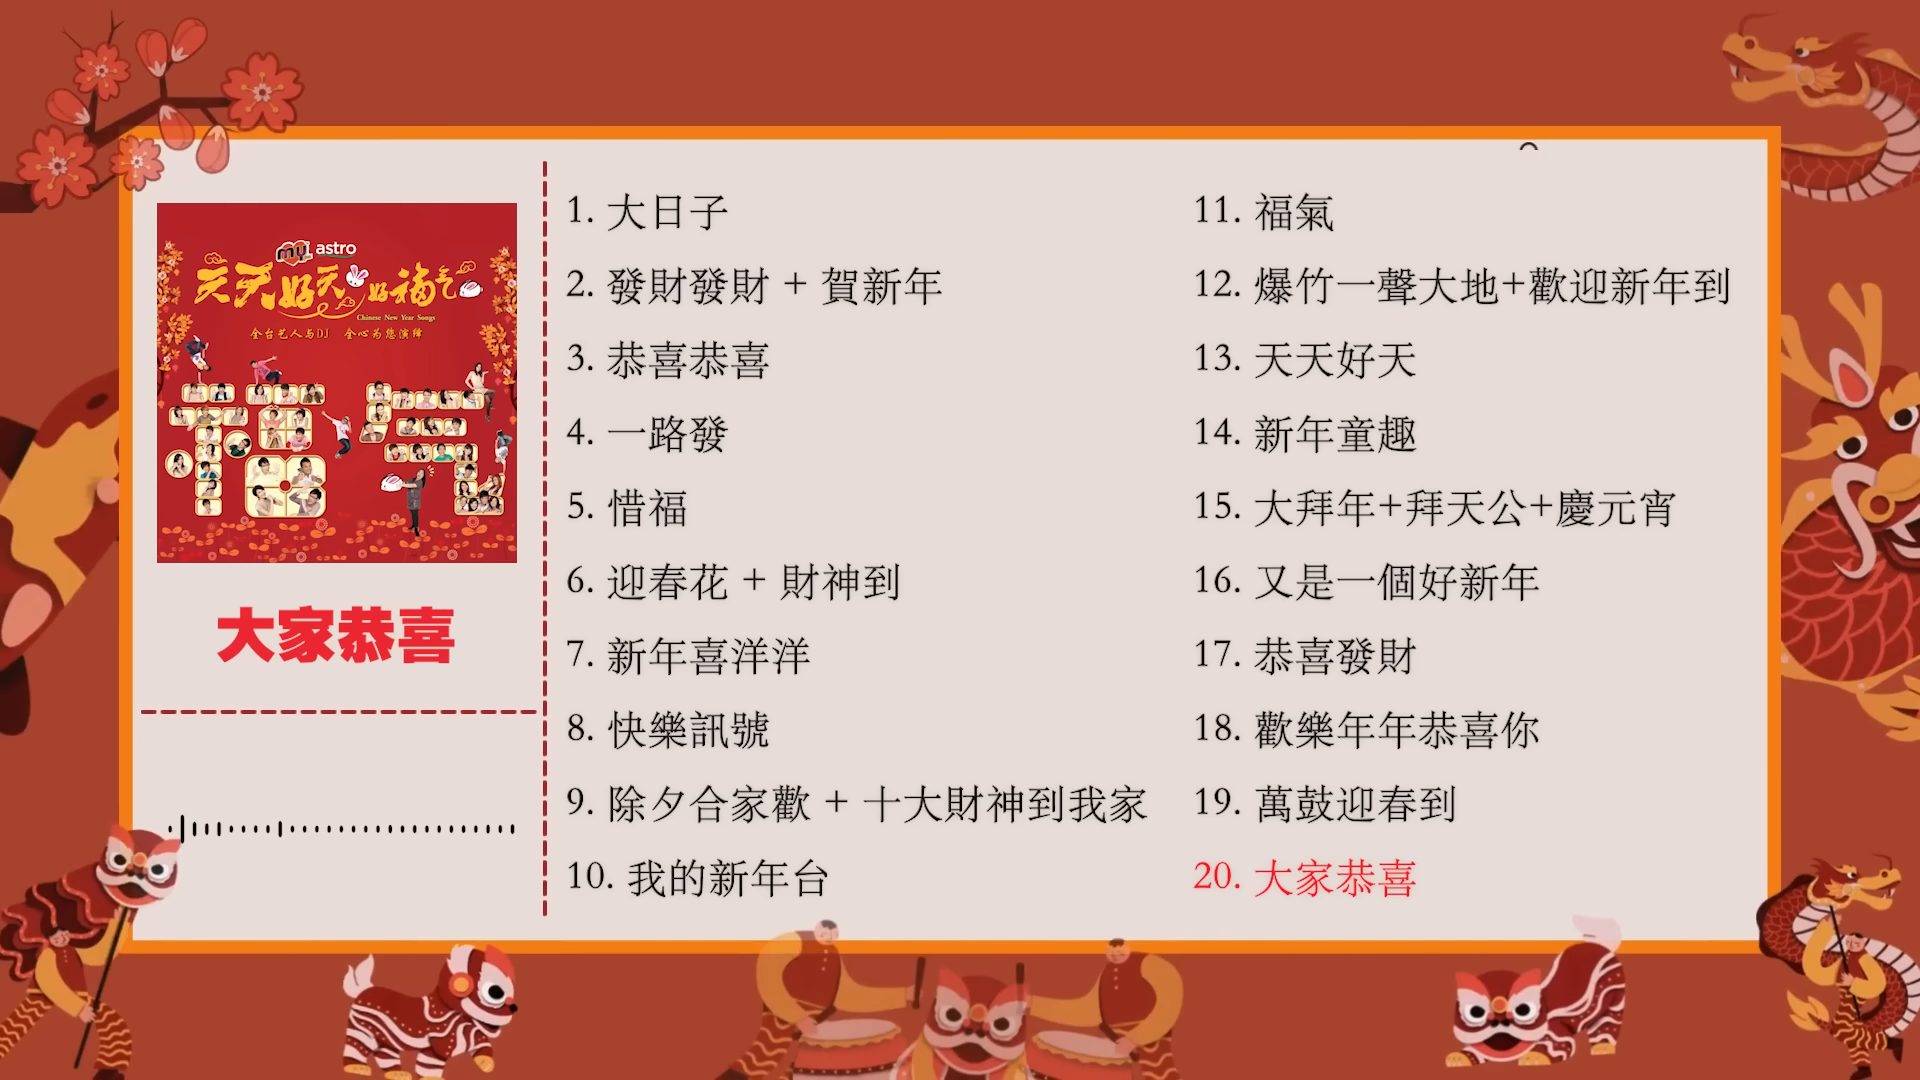 my astro
天天好天 好福气
Chinese New Year Songs
全台艺人与DJ 全心为您演绎
福气
大家恭喜
1. 大日子
2. 發財發財 + 賀新年
3. 恭喜恭喜
4. 一路發
5. 惜福
6. 迎春花 + 財神到
7. 新年喜洋洋
8. 快樂訊號
9. 除夕合家歡 + 十大財神到我家
10. 我的新年台
11. 福氣
12. 爆竹一聲大地+歡迎新年到
13. 天天好天
14. 新年童趣
15. 大拜年+拜天公+慶元宵
16. 又是一個好新年
17. 恭喜發財
18. 歡樂年年恭喜你
19. 萬鼓迎春到
20. 大家恭喜